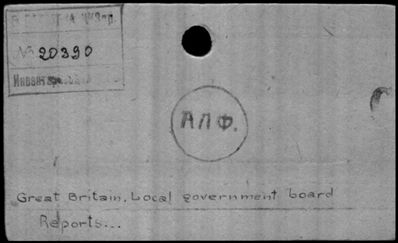 № 20390
АЛФ.
Great Britain. Local government board
Reports...